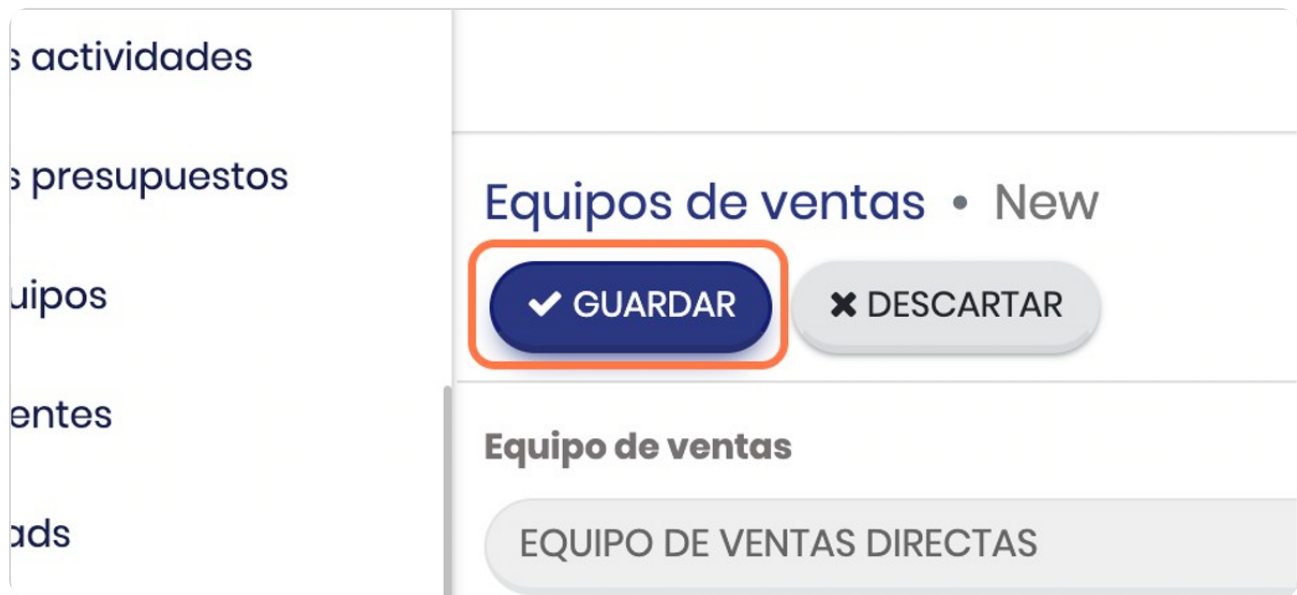 s actividades
s presupuestos
uipos
entes
ads
Equipos de ventas • New
GUARDAR
DESCARTAR
Equipo de ventas
EQUIPO DE VENTAS DIRECTAS